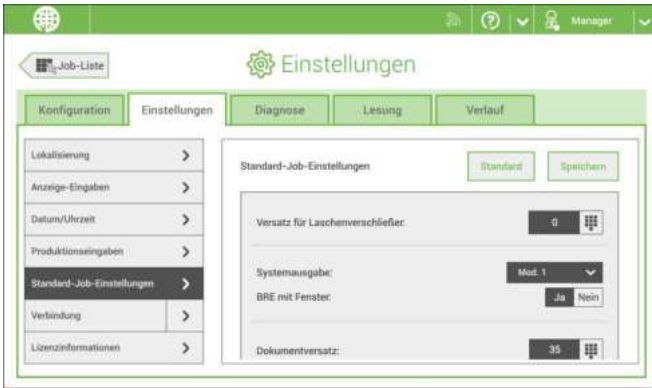 Manager
Job-Liste
Einstellungen
Konfiguration
Einstellungen
Diagnose
Lesung
Verlauf
Lokalisierung
Anzeige-Eingaben
Datum/Uhrzeit
Produktionseingaben
Standard-Job-Einstellungen
Verbindung
Lizenzinformationen
Standard-Job-Einstellungen
Standard
Speichern
Versatz für Laschenverschließer:
0
Systemausgabe:
Mod. 1
BRE mit Fenster:
Ja Nein
Dokumentversatz:
35